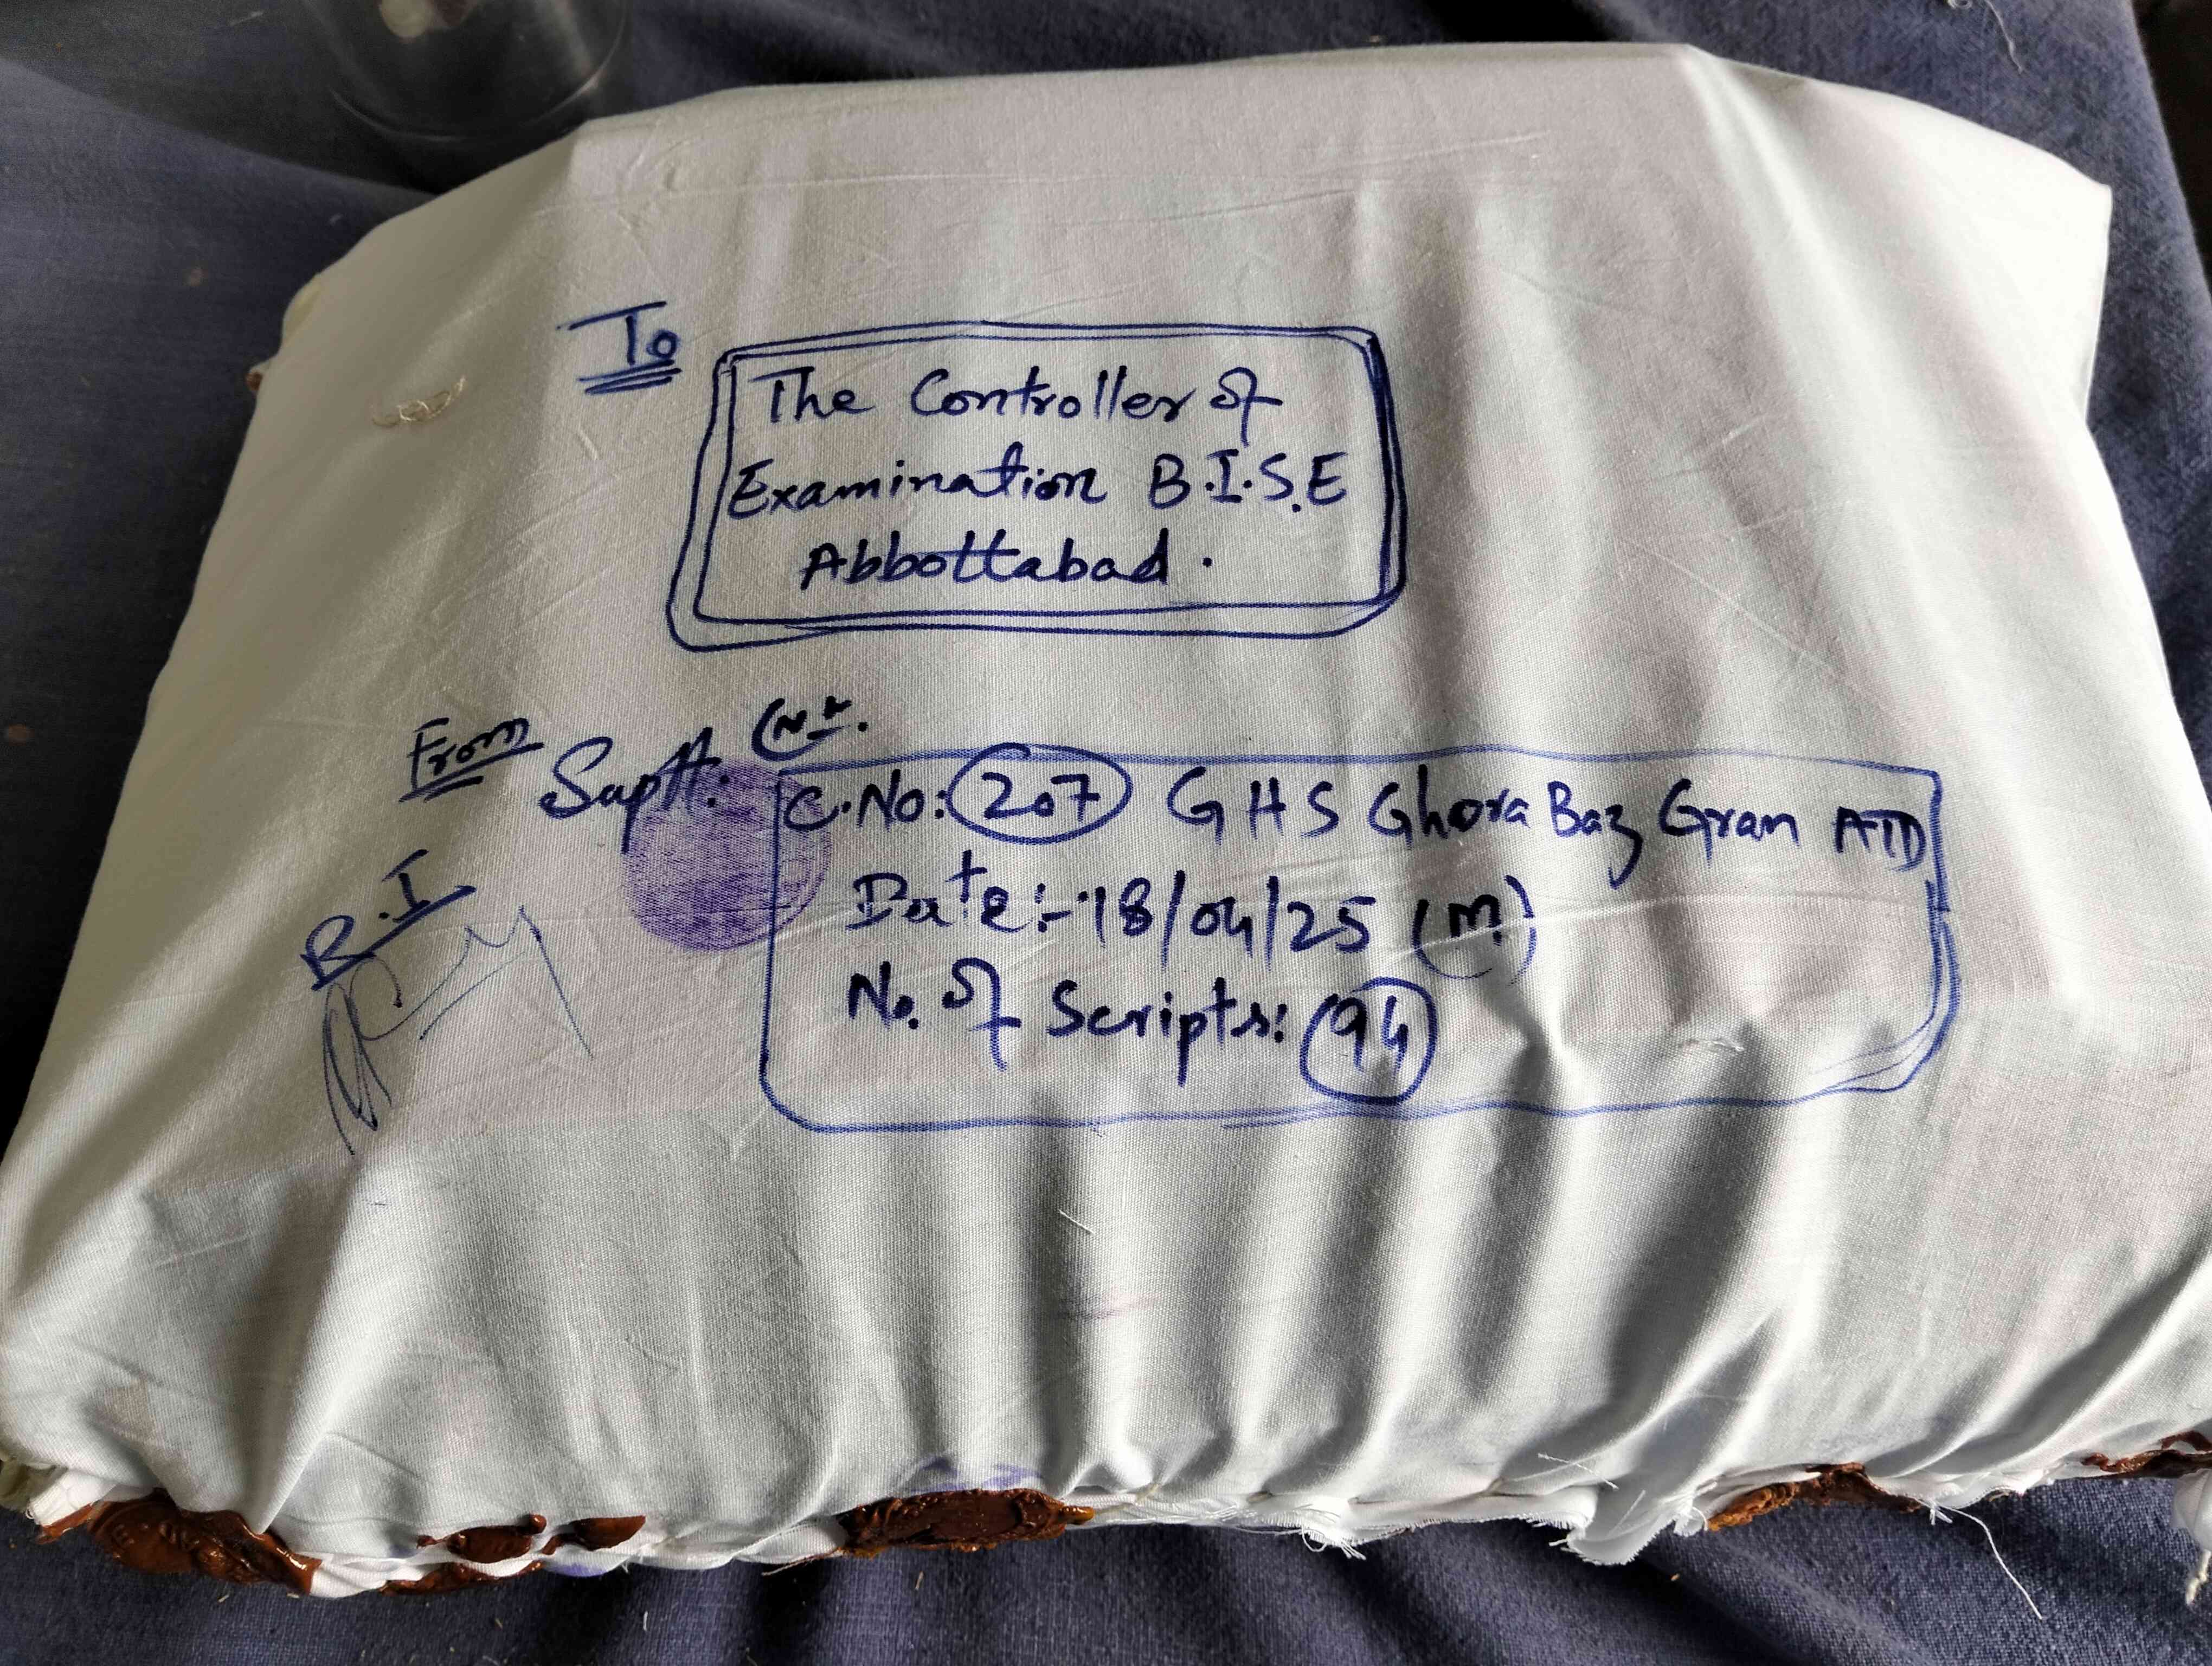 To
The Controller of
Examination B.I.S.E
Abbottabad.
From
Suptt:
C.No: 207 GHS Ghora Baz Gran ATD
Date:- 18/04/25 (M)
No. of Scripts: 94
R.I